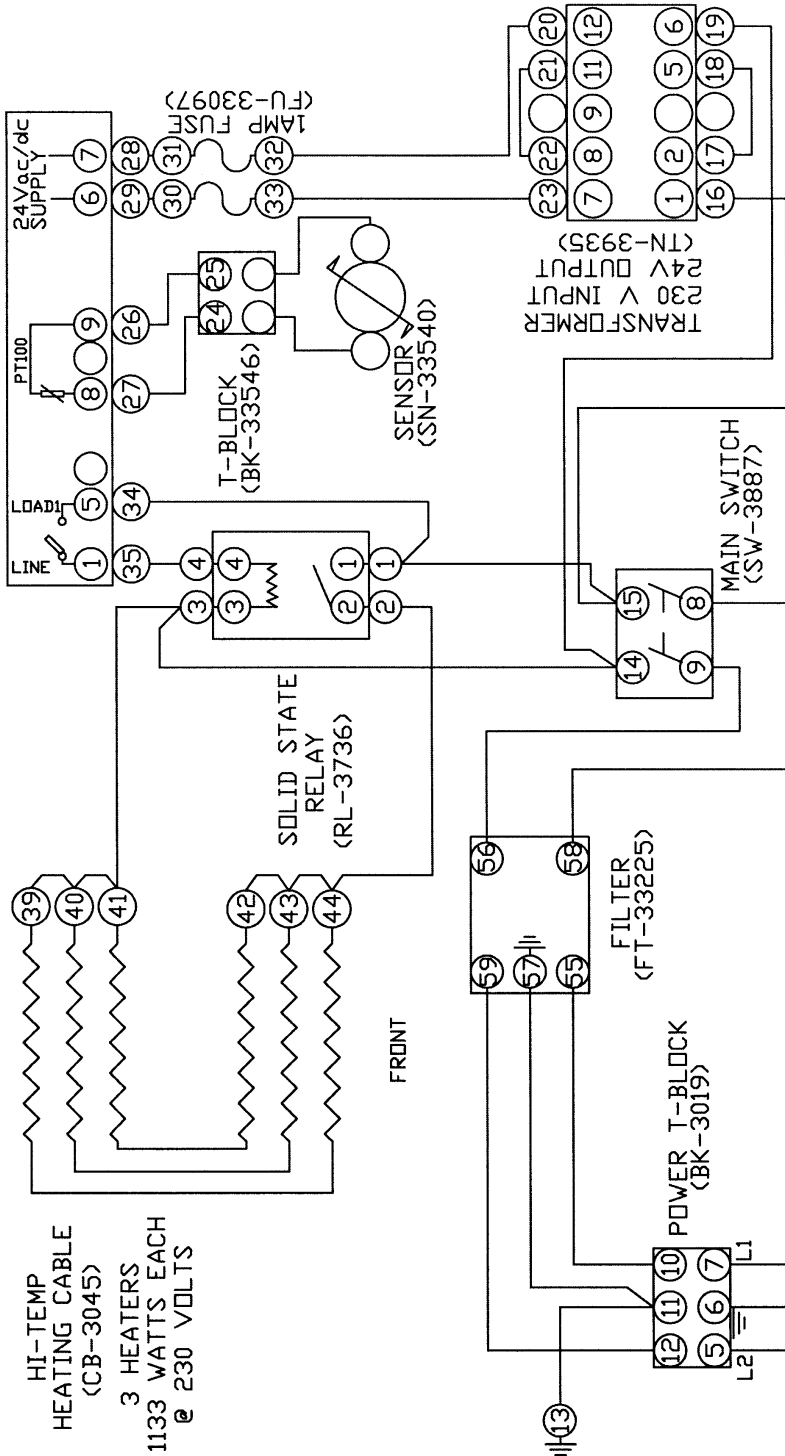 24Vac/dc
SUPPLY
6
7
PT100
8
9
LOAD1
5
LINE
1
35
34
27
26
29
28
30
31
33
32
1AMP FUSE
(FU-33097)
24
25
T-BLOCK
(BK-33546)
SENSOR
(SN-33540)
20
21
22
23
12
11
9
8
7
6
5
2
1
19
18
17
16
TRANSFORMER
230 V INPUT
24V OUTPUT
(TN-3935)
3
4
3
4
2
1
2
1
SOLID STATE
RELAY
(RL-3736)
14
15
9
8
MAIN SWITCH
(SW-3887)
39
40
41
42
43
44
FRONT
HI-TEMP
HEATING CABLE
(CB-3045)
3 HEATERS
1133 WATTS EACH
@ 230 VOLTS
56
58
59
57
55
FILTER
(FT-33225)
POWER T-BLOCK
(BK-3019)
12
11
10
5
6
7
L2
L1
13